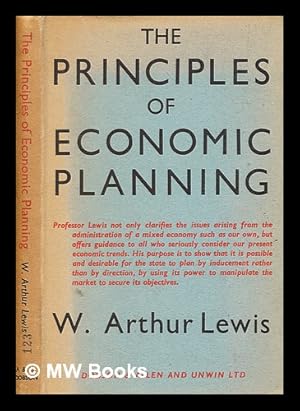 The Principles of Economic Planning
W. Arthur Lewis
THE
PRINCIPLES
OF
ECONOMIC
PLANNING
Professor Lewis not only clarifies the issues arising from the
administration of a mixed economy such as our own, but
offers guidance to all who seriously consider our present
economic trends. His purpose is to show that it is possible
and desirable for the state to plan by inducement rather
than by direction, by using its power to manipulate the
market to secure its objectives.
W. Arthur Lewis
ALLEN AND UNWIN LTD
© MW Books